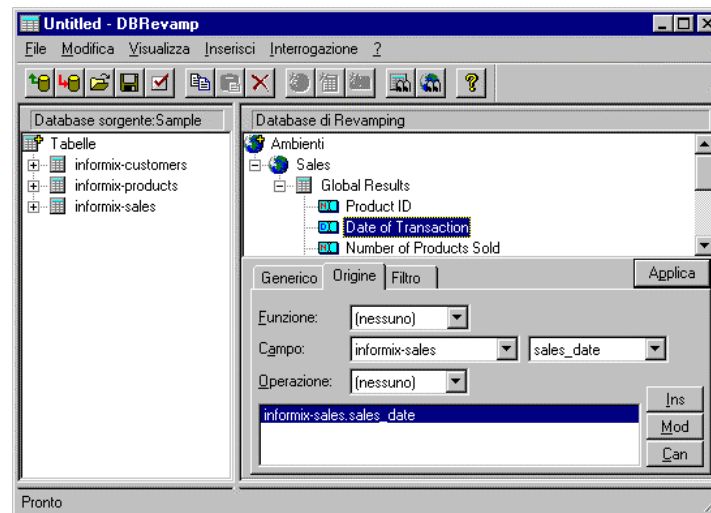 Untitled - DBRevamp
File Modifica Visualizza Inserisci Interrogazione ?
Database sorgente:Sample
Tabelle
informix-customers
informix-products
informix-sales
Database di Revamping
Ambienti
Sales
Global Results
Product ID
Date of Transaction
Number of Products Sold
Generico Origine Filtro Applica
Funzione: (nessuno)
Campo: informix-sales sales_date
Operazione: (nessuno)
informix-sales.sales_date
Ins
Mod
Can
Pronto